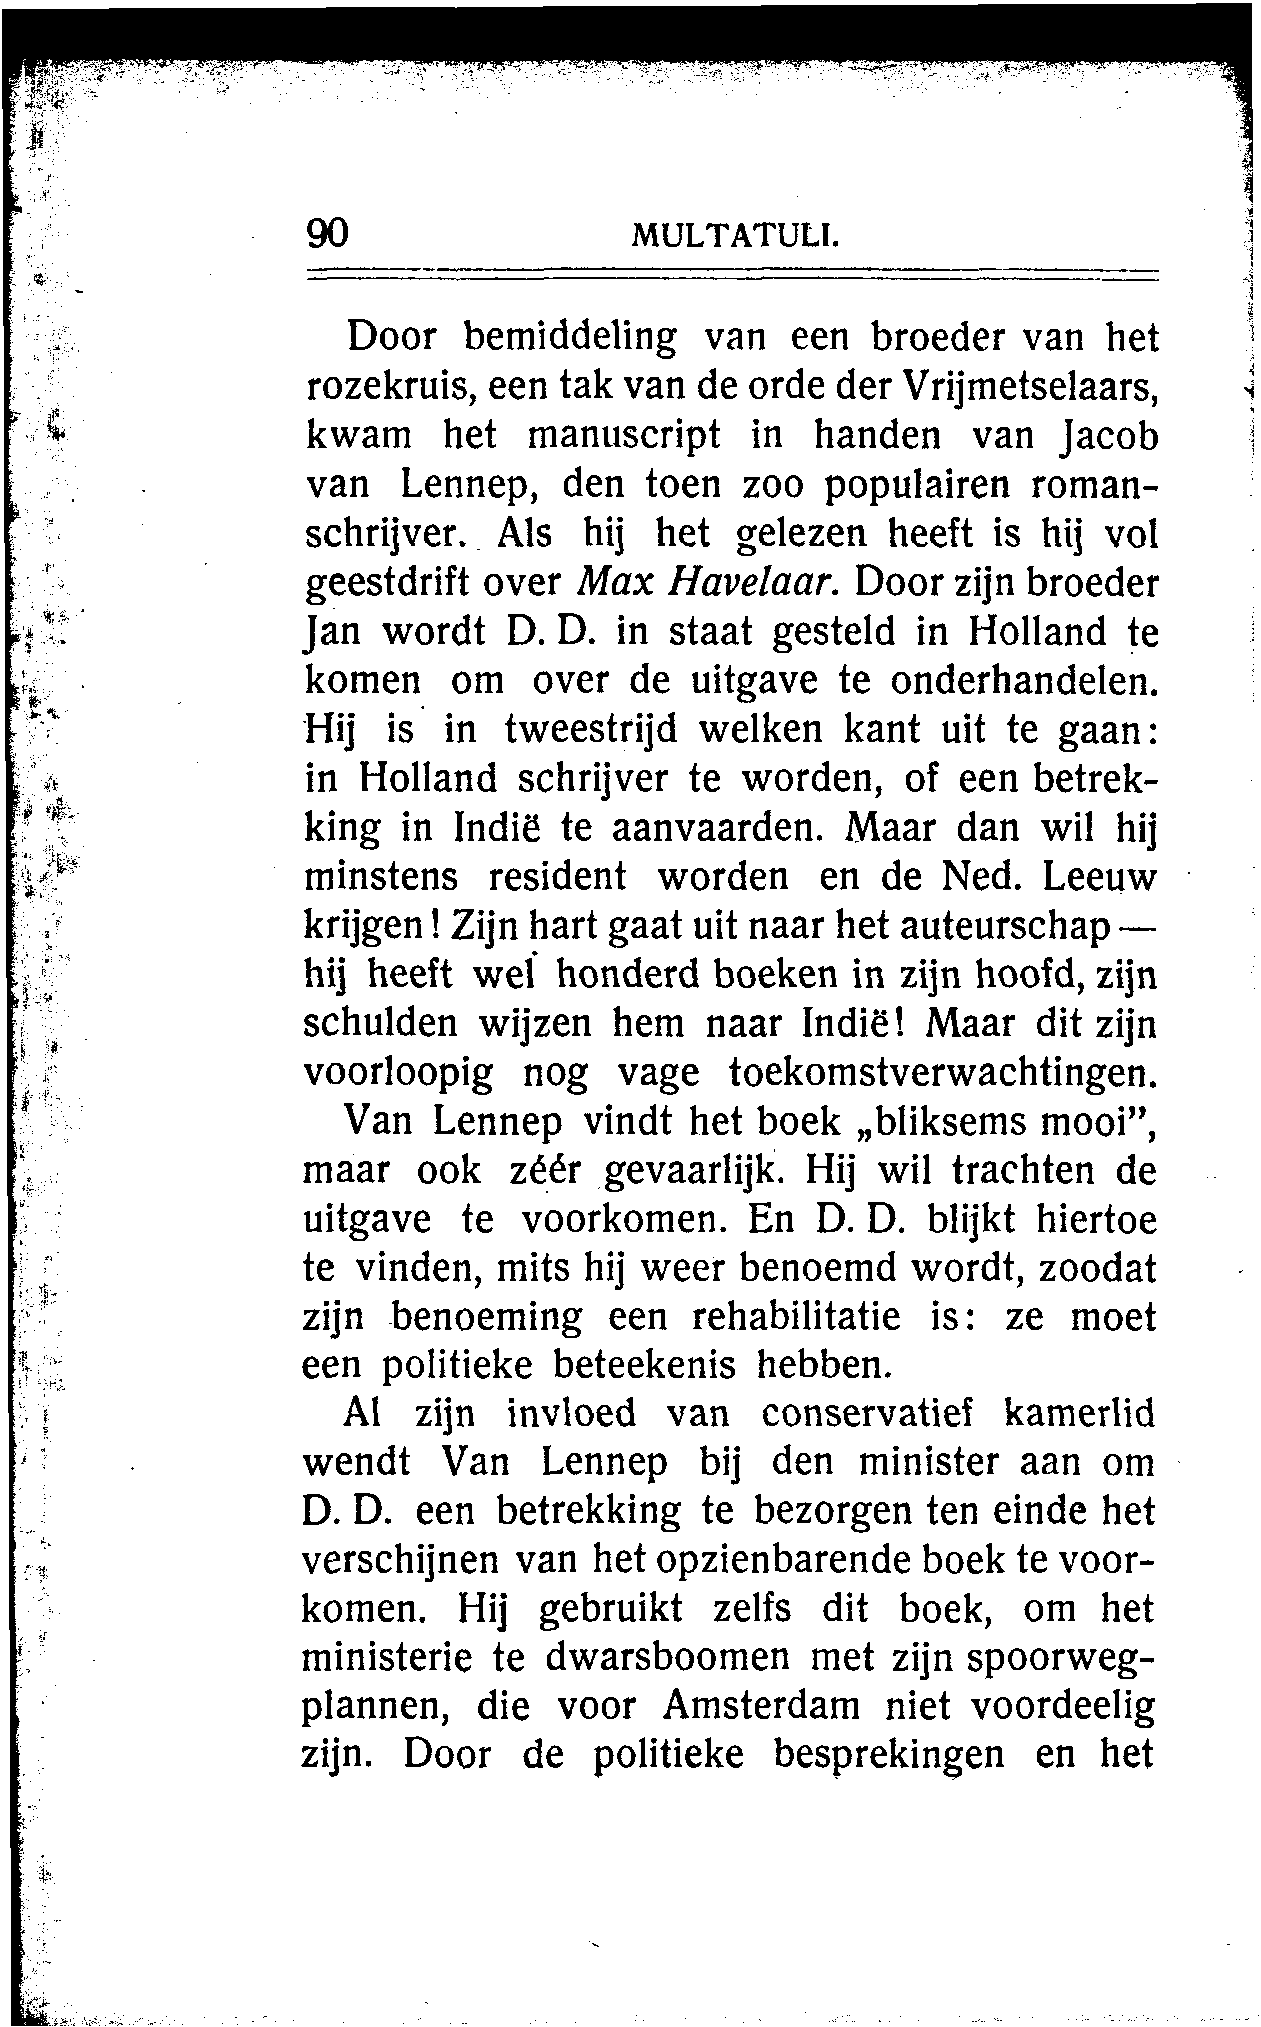 90 MULTATULI.
Door bemiddeling van een broeder van het
rozekruis, een tak van de orde der Vrijmetselaars,
kwam het manuscript in handen van Jacob
van Lennep, den toen zoo populairen roman-
schrijver. Als hij het gelezen heeft is hij vol
geestdrift over Max Havelaar. Door zijn broeder
Jan wordt D. D. in staat gesteld in Holland te
komen om over de uitgave te onderhandelen.
Hij is in tweestrijd welken kant uit te gaan:
in Holland schrijver te worden, of een betrek-
king in Indië te aanvaarden. Maar dan wil hij
minstens resident worden en de Ned. Leeuw
krijgen! Zijn hart gaat uit naar het auteurschap —
hij heeft wel honderd boeken in zijn hoofd, zijn
schulden wijzen hem naar Indië! Maar dit zijn
voorloopig nog vage toekomstverwachtingen.
Van Lennep vindt het boek „bliksems mooi”,
maar ook zéér gevaarlijk. Hij wil trachten de
uitgave te voorkomen. En D. D. blijkt hiertoe
te vinden, mits hij weer benoemd wordt, zoodat
zijn benoeming een rehabilitatie is: ze moet
een politieke beteekenis hebben.
Al zijn invloed van conservatief kamerlid
wendt Van Lennep bij den minister aan om
D. D. een betrekking te bezorgen ten einde het
verschijnen van het opzienbarende boek te voor-
komen. Hij gebruikt zelfs dit boek, om het
ministerie te dwarsboomen met zijn spoorweg-
plannen, die voor Amsterdam niet voordeelig
zijn. Door de politieke besprekingen en het